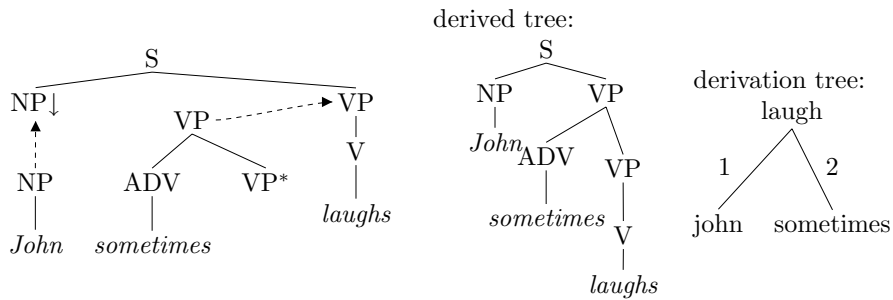 S
NP↓ VP
VP
V
NP ADV VP*
laughs
John sometimes
derived tree:
S
NP VP
John
ADV VP
sometimes
V
laughs
derivation tree:
laugh
1 2
john sometimes